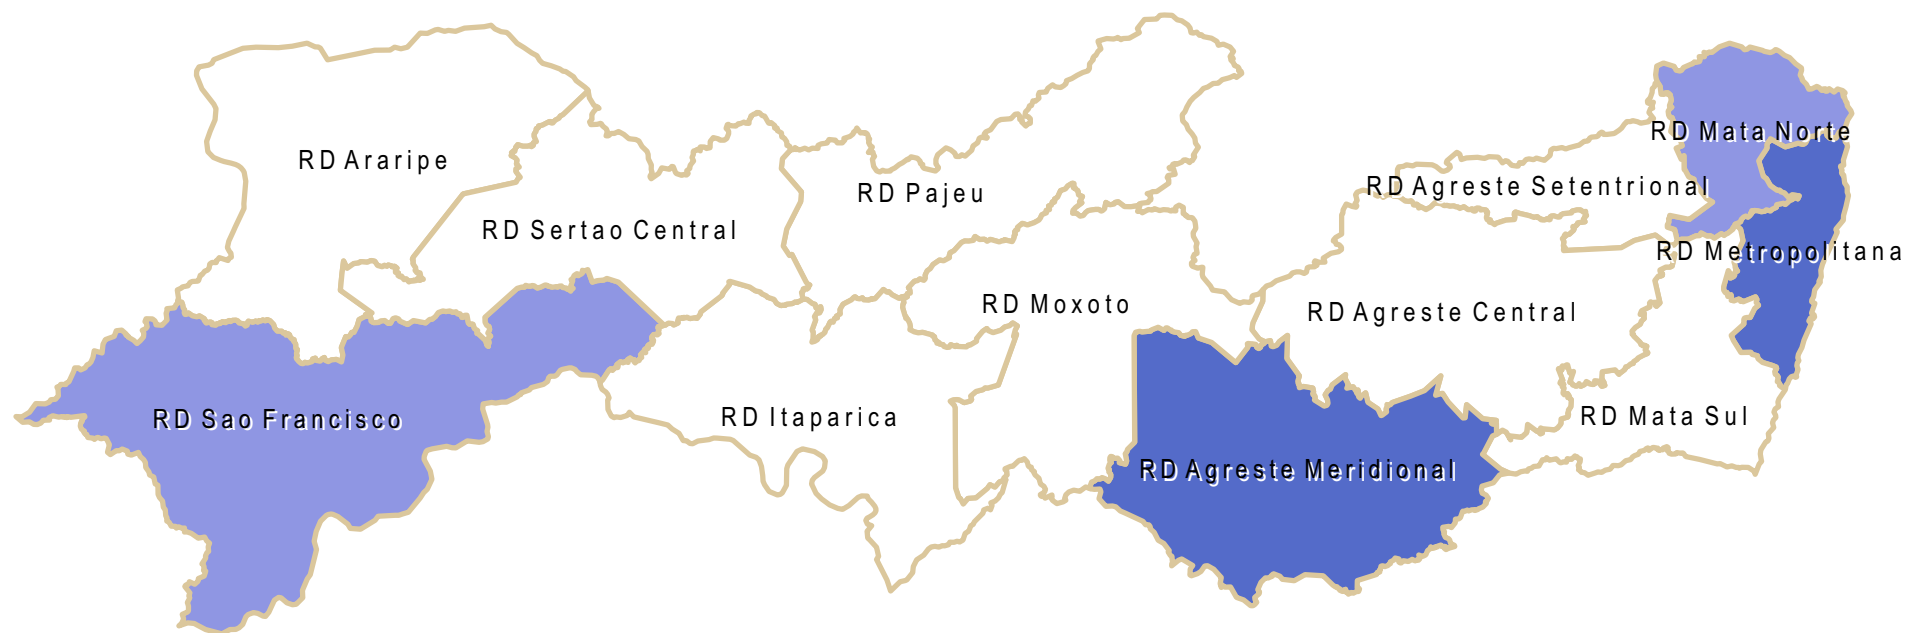 RD Mata Norte
RD Araripe
RD Agreste Setentrional
RD Pajeu
RD Sertao Central
RD Metropolitana
RD Moxoto
RD Agreste Central
RD Sao Francisco
RD Itaparica
RD Mata Sul
RD Agreste Meridional